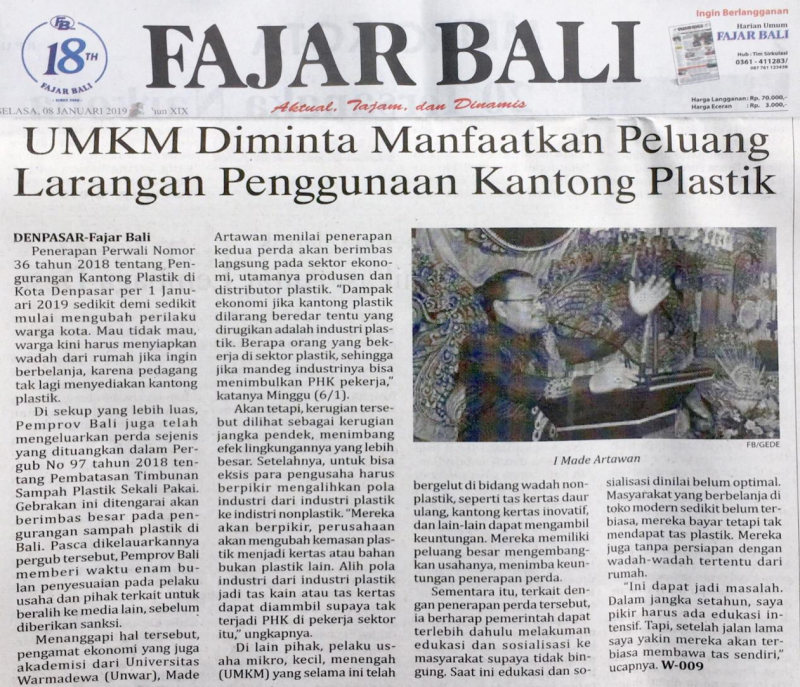 FB
18TH
FAJAR BALI
FAJAR BALI
Aktual, Tajam, dan Dinamis
Ingin Berlangganan
Harian Umum
FAJAR BALI
Hub : Tim Sirkulasi
0361 - 411283/
087 761 123438
Harga Langganan : Rp. 70.000,-
Harga Eceran : Rp. 3.000,-
SELASA, 08 JANUARI 2019
XIX
UMKM Diminta Manfaatkan Peluang
Larangan Penggunaan Kantong Plastik
DENPASAR-Fajar Bali
Penerapan Perwali Nomor
36 tahun 2018 tentang Pen-
gurangan Kantong Plastik di
Kota Denpasar per 1 Janu-
ari 2019 sedikit demi sedikit
mulai mengubah perilaku
warga kota. Mau tidak mau,
warga kini harus menyiapkan
wadah dari rumah jika ingin
berbelanja, karena pedagang
tak lagi menyediakan kantong
plastik.
Di sekup yang lebih luas,
Pemprov Bali juga telah
mengeluarkan perda sejenis
yang dituangkan dalam Per-
gub No 97 tahun 2018 ten-
tang Pembatasan Timbunan
Sampah Plastik Sekali Pakai.
Gebrakan ini ditengarai akan
berimbas besar pada pen-
gurangan sampah plastik di
Bali. Pasca dikelauarkannya
pergub tersebut, Pemprov Bali
memberi waktu enam bu-
lan penyesuaian pada pelaku
usaha dan pihak terkait untuk
beralih ke media lain, sebelum
diberikan sanksi.
Menanggapi hal tersebut,
pengamat ekonomi yang juga
akademisi dari Universitas
Warmadewa (Unwar), Made
Artawan menilai penerapan
kedua perda akan berimbas
langsung pada sektor ekono-
mi, utamanya produsen dan
distributor plastik. “Dampak
ekonomi jika kantong plastik
dilarang beredar tentu yang
dirugikan adalah industri plas-
tik. Berapa orang yang bek-
erja di sektor plastik, sehingga
jika mandeg industrinya bisa
menimbulkan PHK pekerja,”
katanya Minggu (6/1).
Akan tetapi, kerugian terse-
but dilihat sebagai kerugian
jangka pendek, menimbang
efek lingkungannya yang lebih
besar. Setelahnya, untuk bisa
eksis para pengusaha harus
berpikir mengalihkan pola
industri dari industri plastik
ke indistri nonplastik. “Mereka
akan berpikir, perusahaan
akan mengubah kemasan plas-
tik menjadi kertas atau bahan
bukan plastik lain. Alih pola
industri dari industri plastik
jadi tas kain atau tas kertas
dapat diammbil supaya tak
terjadi PHK di pekerja sektor
itu,” ungkapnya.
Di lain pihak, pelaku us-
aha mikro, kecil, menengah
(UMKM) yang selama ini telah
FB/GEDE
I Made Artawan
bergelut di bidang wadah non-
plastik, seperti tas kertas daur
ulang, kantong kertas inovatif,
dan lain-lain dapat mengambil
keuntungan. Mereka memiliki
peluang besar mengembang-
kan usahanya, menimba keun-
tungan penerapan perda.
Sementara itu, terkait den-
gan penerapan perda tersebut,
ia berharap pemerintah dapat
terlebih dahulu melakuman
edukasi dan sosialisasi ke
masyarakat supaya tidak bin-
gung. Saat ini edukasi dan so-
sialisasi dinilai belum optimal.
Masyarakat yang berbelanja di
toko modern sedikit belum ter-
biasa, mereka bayar tetapi tak
mendapat tas plastik. Mereka
juga tanpa persiapan dengan
wadah-wadah tertentu dari
rumah.
“Ini dapat jadi masalah.
Dalam jangka setahun, saya
pikir harus ada edukasi in-
tensif. Tapi, setelah jalan lama
saya yakin mereka akan ter-
biasa membawa tas sendiri,”
ucapnya. W-009